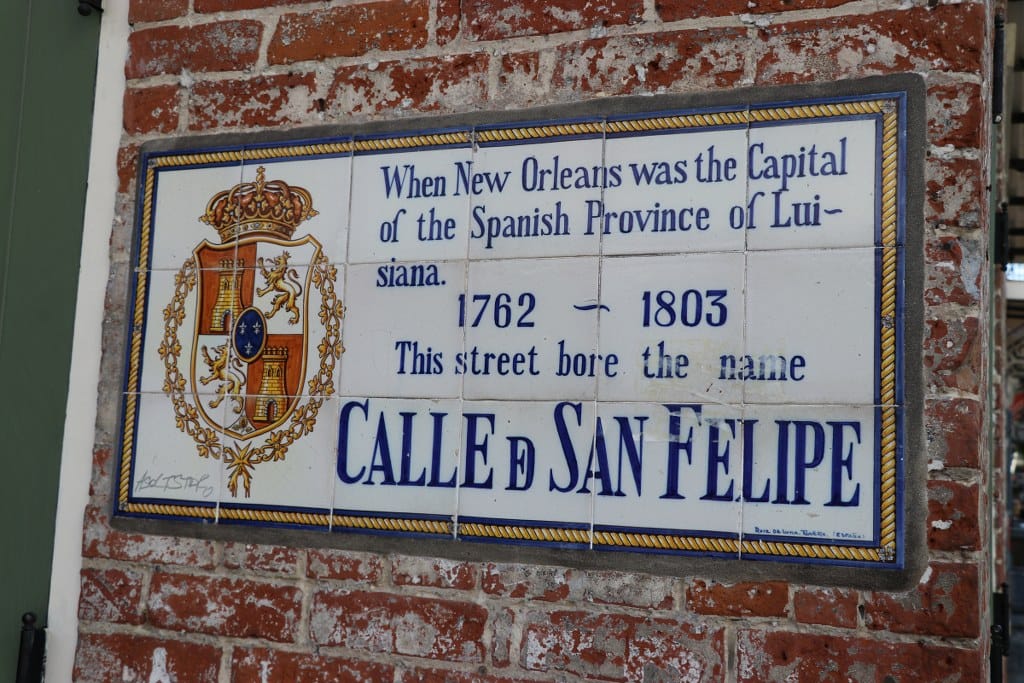 When New Orleans was the Capital
of the Spanish Province of Lui~
siana.
1762 ~ 1803
This street bore the name
CALLE DE SAN FELIPE